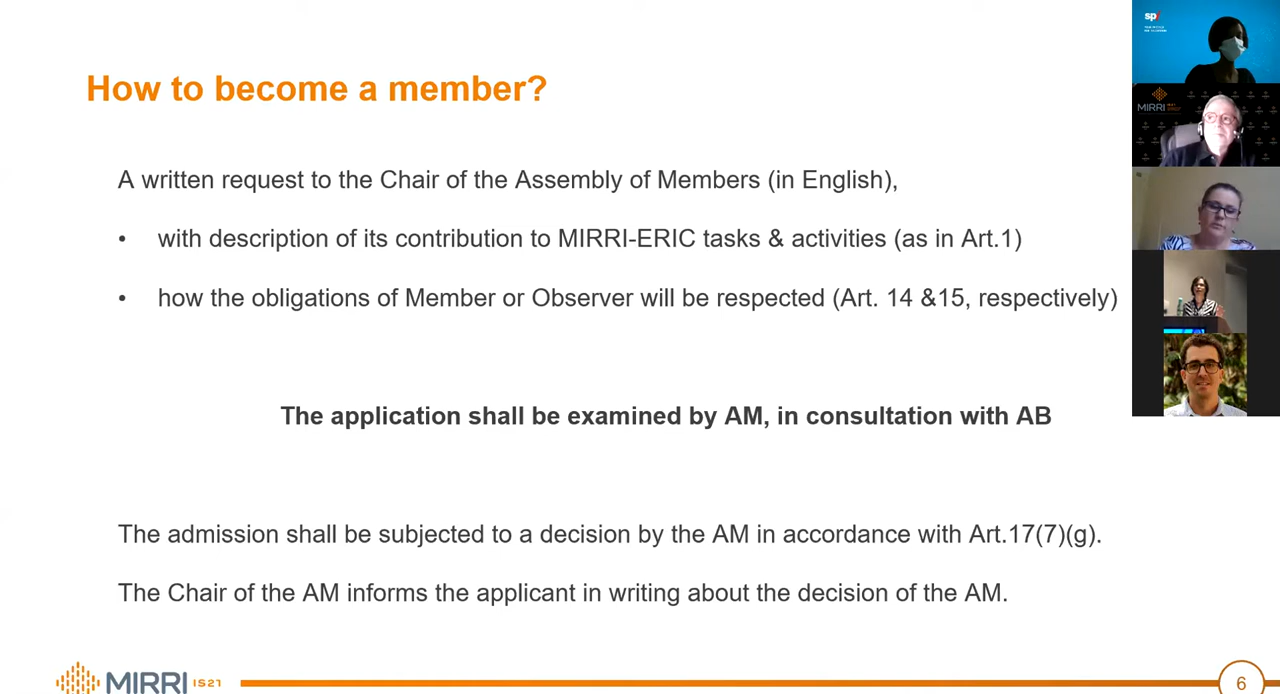 How to become a member?
A written request to the Chair of the Assembly of Members (in English),
• with description of its contribution to MIRRI-ERIC tasks & activities (as in Art.1)
• how the obligations of Member or Observer will be respected (Art. 14 &15, respectively)
The application shall be examined by AM, in consultation with AB
The admission shall be subjected to a decision by the AM in accordance with Art.17(7)(g).
The Chair of the AM informs the applicant in writing about the decision of the AM.
MIRRI IS21
6
MIRRI